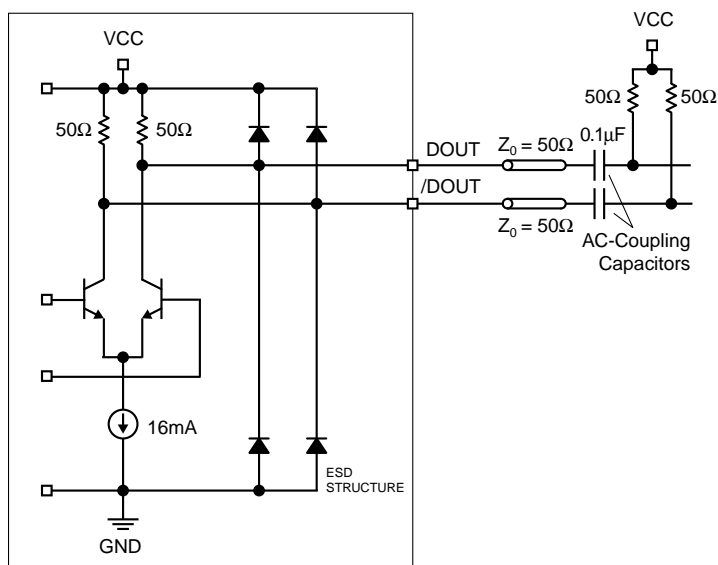 VCC
VCC
50Ω
50Ω
50Ω
50Ω
0.1μF
Z0 = 50Ω
DOUT
/DOUT
Z0 = 50Ω
AC-Coupling
Capacitors
16mA
ESD
STRUCTURE
GND